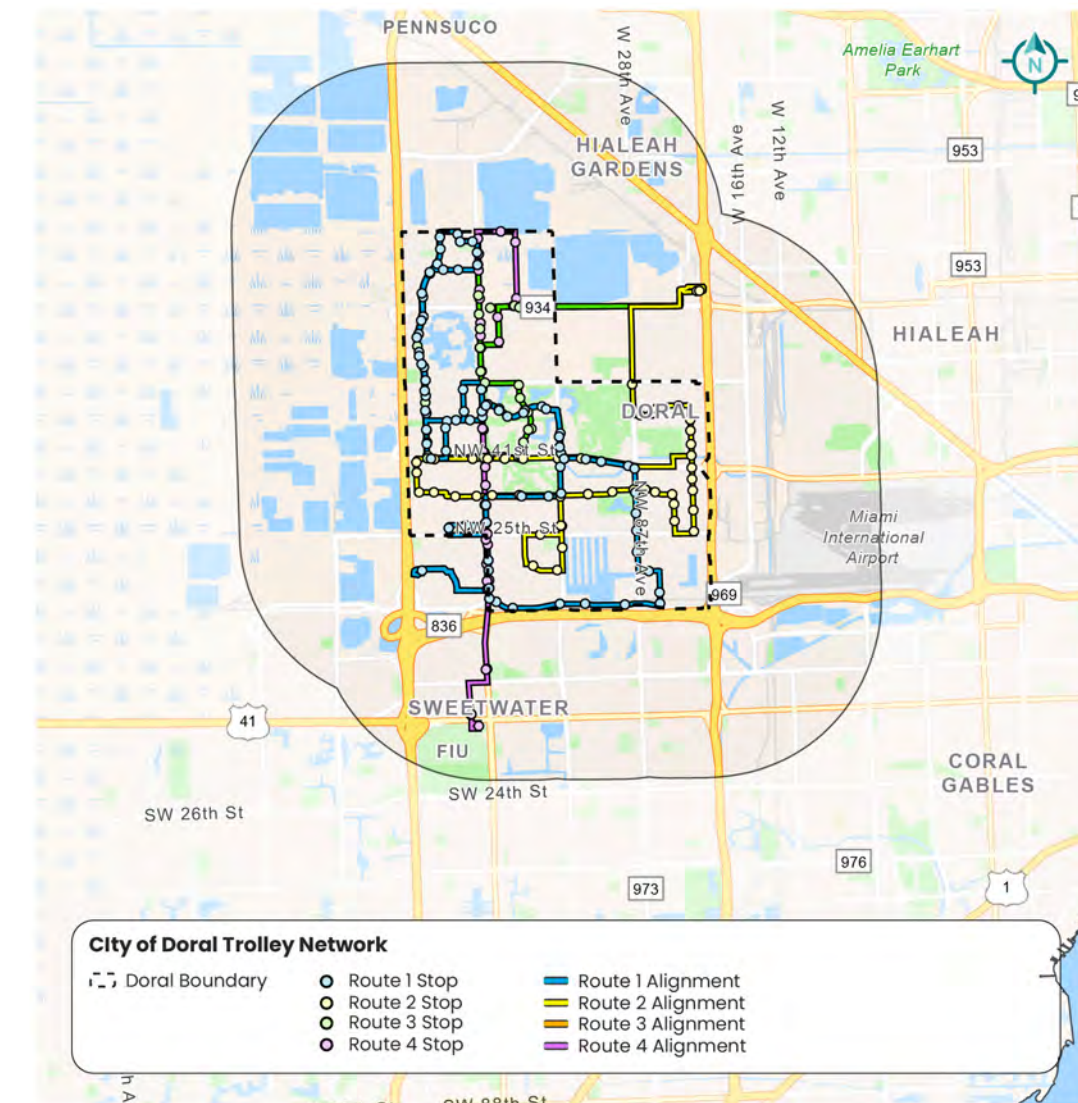 PENNSUCO
W 28th Ave
Amelia Earhart
Park
N
W 12th Ave
W 16th Ave
953
HIALEAH
GARDENS
953
934
HIALEAH
DORAL
NW 41st St
NW 25th St
NW 87th Ave
Miami
International
Airport
969
836
SWEETWATER
41
FIU
CORAL
GABLES
SW 24th St
SW 26th St
976
973
1
CIty of Doral Trolley Network
Doral Boundary
Route 1 Stop
Route 2 Stop
Route 3 Stop
Route 4 Stop
Route 1 Alignment
Route 2 Alignment
Route 3 Alignment
Route 4 Alignment
SW 88th St